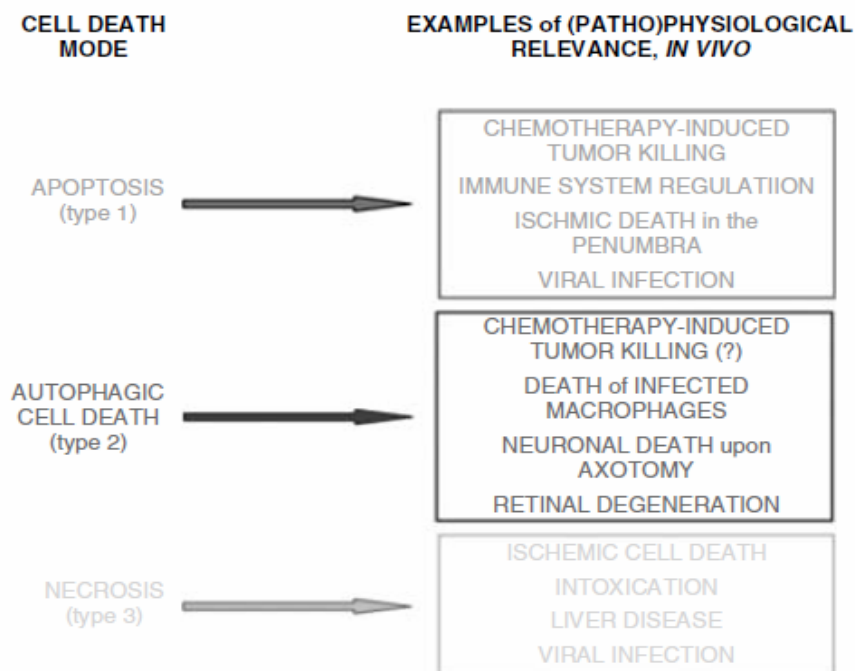 CELL DEATH
MODE
EXAMPLES of (PATHO)PHYSIOLOGICAL
RELEVANCE, IN VIVO
APOPTOSIS
(type 1)
CHEMOTHERAPY-INDUCED
TUMOR KILLING
IMMUNE SYSTEM REGULATIION
ISCHMIC DEATH in the
PENUMBRA
VIRAL INFECTION
AUTOPHAGIC
CELL DEATH
(type 2)
CHEMOTHERAPY-INDUCED
TUMOR KILLING (?)
DEATH of INFECTED
MACROPHAGES
NEURONAL DEATH upon
AXOTOMY
RETINAL DEGENERATION
NECROSIS
(type 3)
ISCHEMIC CELL DEATH
INTOXICATION
LIVER DISEASE
VIRAL INFECTION